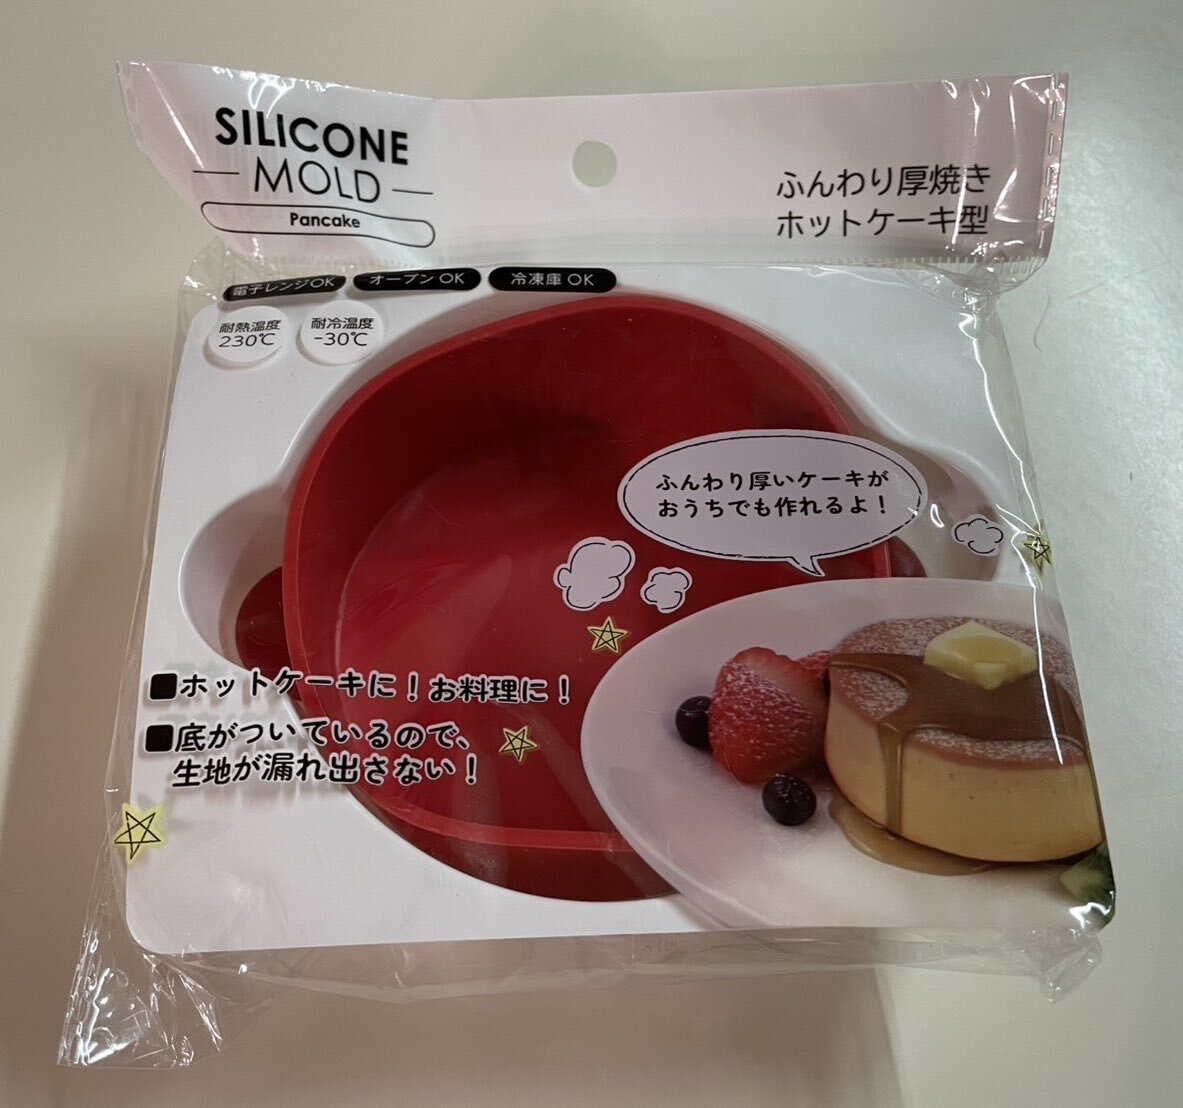 SILICONE
MOLD
Pancake
ふんわり厚焼き
ホットケーキ型
電子レンジOK
オーブンOK
冷凍庫OK
耐熱温度
230℃
耐冷温度
-30℃
ふんわり厚いケーキが
おうちでも作れるよ！
■ホットケーキに！お料理に！
■底がついているので、
生地が漏れ出さない！